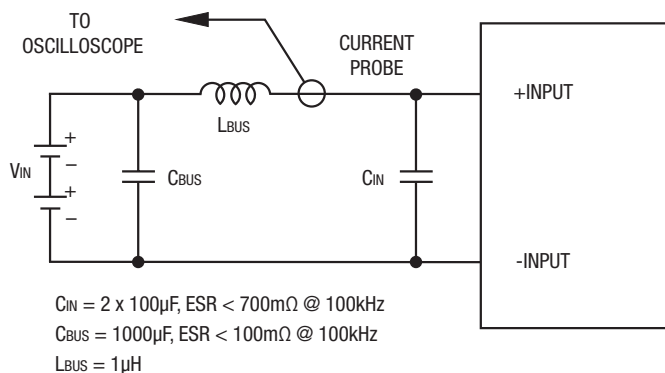 TO
OSCILLOSCOPE
CURRENT
PROBE
+INPUT
LBUS
VIN
+
−
+
−
CBUS
CIN
-INPUT
CIN = 2 x 100µF, ESR < 700mΩ @ 100kHz
CBUS = 1000µF, ESR < 100mΩ @ 100kHz
LBUS = 1µH